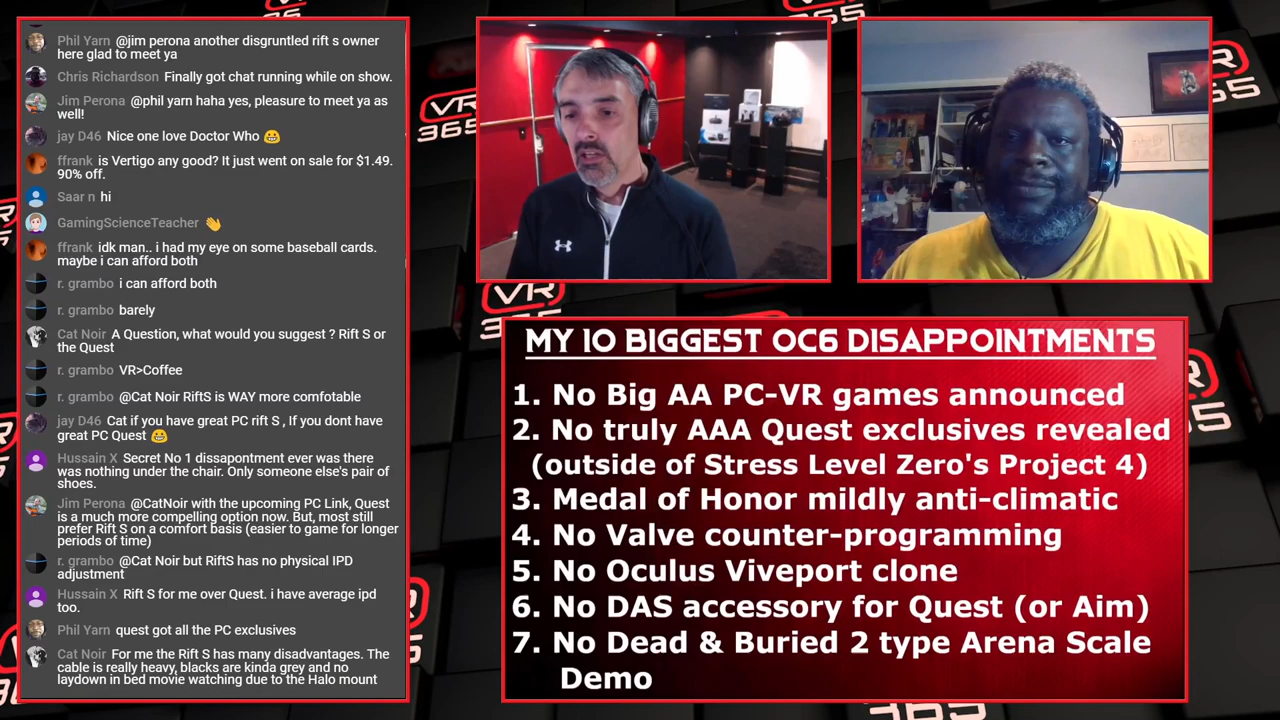 Phil Yarn @jim perona another disgruntled rift s owner
here glad to meet ya
Chris Richardson Finally got chat running while on show.
Jim Perona @phil yarn haha yes, pleasure to meet ya as
well!
jay D46 Nice one love Doctor Who 😀
ffrank is Vertigo any good? It just went on sale for $1.49.
90% off.
Saar n hi
GamingScienceTeacher 👋
ffrank idk man.. i had my eye on some baseball cards.
maybe i can afford both
r. grambo i can afford both
r. grambo barely
Cat Noir A Question, what would you suggest ? Rift S or
the Quest
r. grambo VR>Coffee
r. grambo @Cat Noir RiftS is WAY more comfotable
jay D46 Cat if you have great PC rift S , If you dont have
great PC Quest 😀
Hussain X Secret No 1 dissapontment ever was there
was nothing under the chair. Only someone else's pair of
shoes.
Jim Perona @CatNoir with the upcoming PC Link, Quest
is a much more compelling option now. But, most still
prefer Rift S on a comfort basis (easier to game for longer
periods of time)
r. grambo @Cat Noir but RiftS has no physical IPD
adjustment
Hussain X Rift S for me over Quest. i have average ipd
too.
Phil Yarn quest got all the PC exclusives
Cat Noir For me the Rift S has many disadvantages. The
cable is really heavy, blacks are kinda grey and no
laydown in bed movie watching due to the Halo mount
VR
365
VR
365
MY 10 BIGGEST OC6 DISAPPOINTMENTS
1. No Big AA PC-VR games announced
2. No truly AAA Quest exclusives revealed
(outside of Stress Level Zero's Project 4)
3. Medal of Honor mildly anti-climatic
4. No Valve counter-programming
5. No Oculus Viveport clone
6. No DAS accessory for Quest (or Aim)
7. No Dead & Buried 2 type Arena Scale
Demo